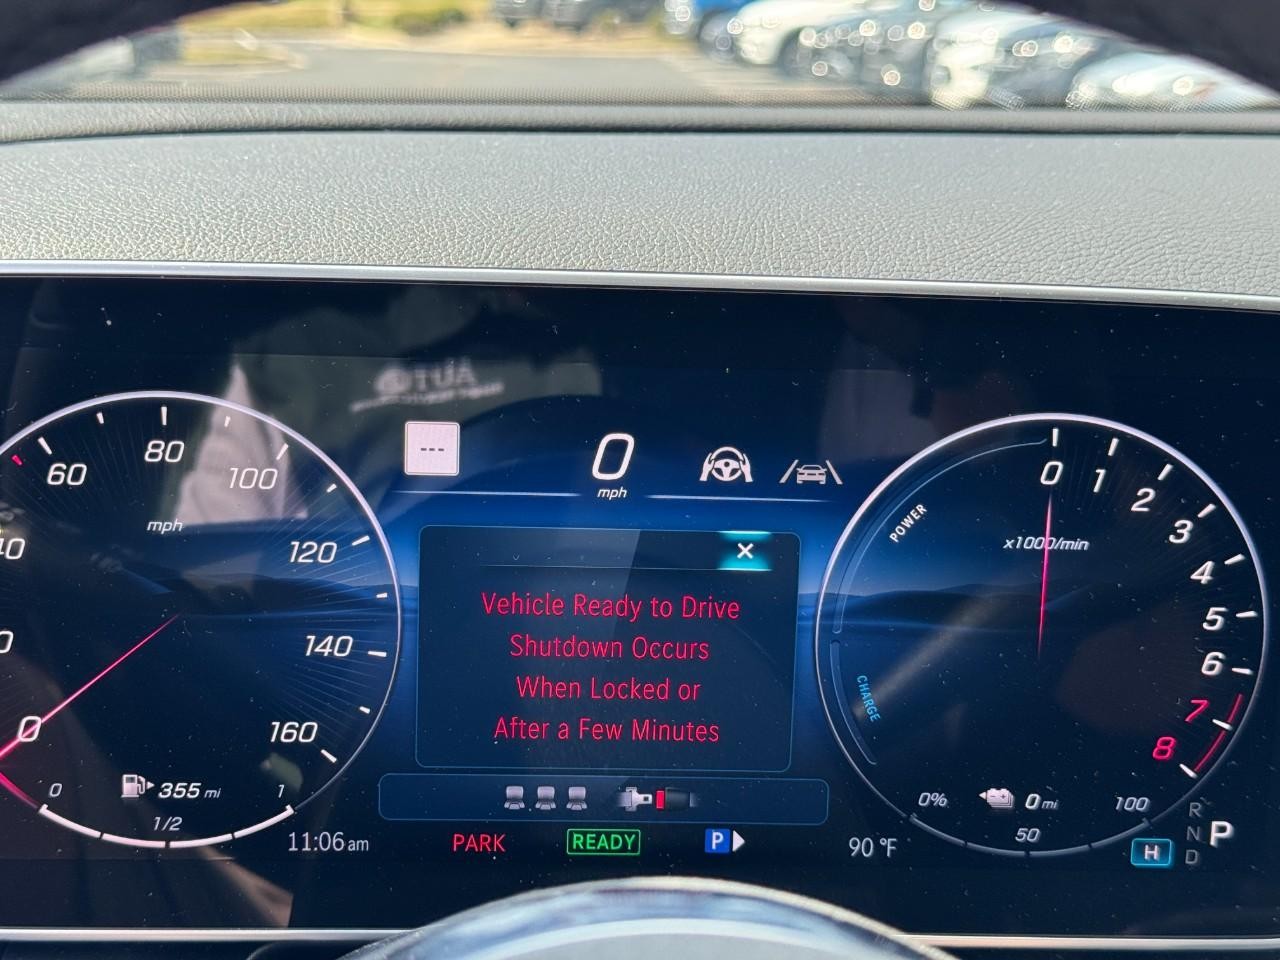 60
80
100
120
140
160
0
mph
0
1/2
1
355 mi
11:06am
---
0
mph
Vehicle Ready to Drive
Shutdown Occurs
When Locked or
After a Few Minutes
PARK
READY
P
90 °F
POWER
CHARGE
0
1
2
3
4
5
6
7
8
x1000/min
0%
0 mi
50
100
H
R
N
D
P